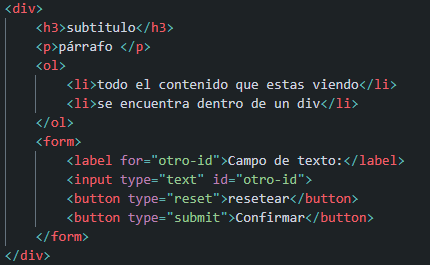 <div>
<h3>subtitulo</h3>
<p>párrafo </p>
<ol>
<li>todo el contenido que estas viendo</li>
<li>se encuentra dentro de un div</li>
</ol>
<form>
<label for="otro-id">Campo de texto:</label>
<input type="text" id="otro-id">
<button type="reset">resetear</button>
<button type="submit">Confirmar</button>
</form>
</div>